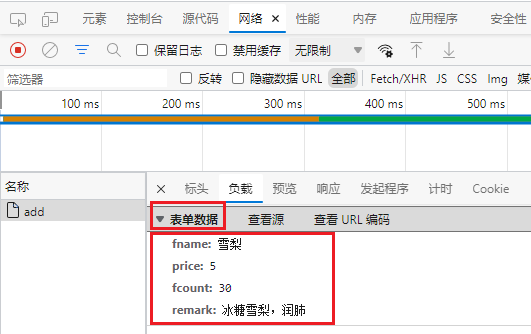 元素 控制台 源代码 网络 × 性能 内存 应用程序 安全性
保留日志 禁用缓存 无限制
筛选器 反转 隐藏数据 URL 全部 Fetch/XHR JS CSS Img
100 ms 200 ms 300 ms 400 ms 500 ms
名称 × 标头 负载 预览 响应 发起程序 计时 Cookie
add
▼ 表单数据 查看源 查看 URL 编码
fname: 雪梨
price: 5
fcount: 30
remark: 冰糖雪梨，润肺